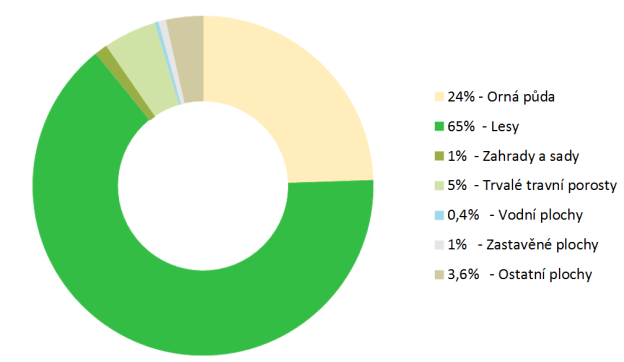 24% - Orná půda
65% - Lesy
1% - Zahrady a sady
5% - Trvalé travní porosty
0,4% - Vodní plochy
1% - Zastavěné plochy
3,6% - Ostatní plochy